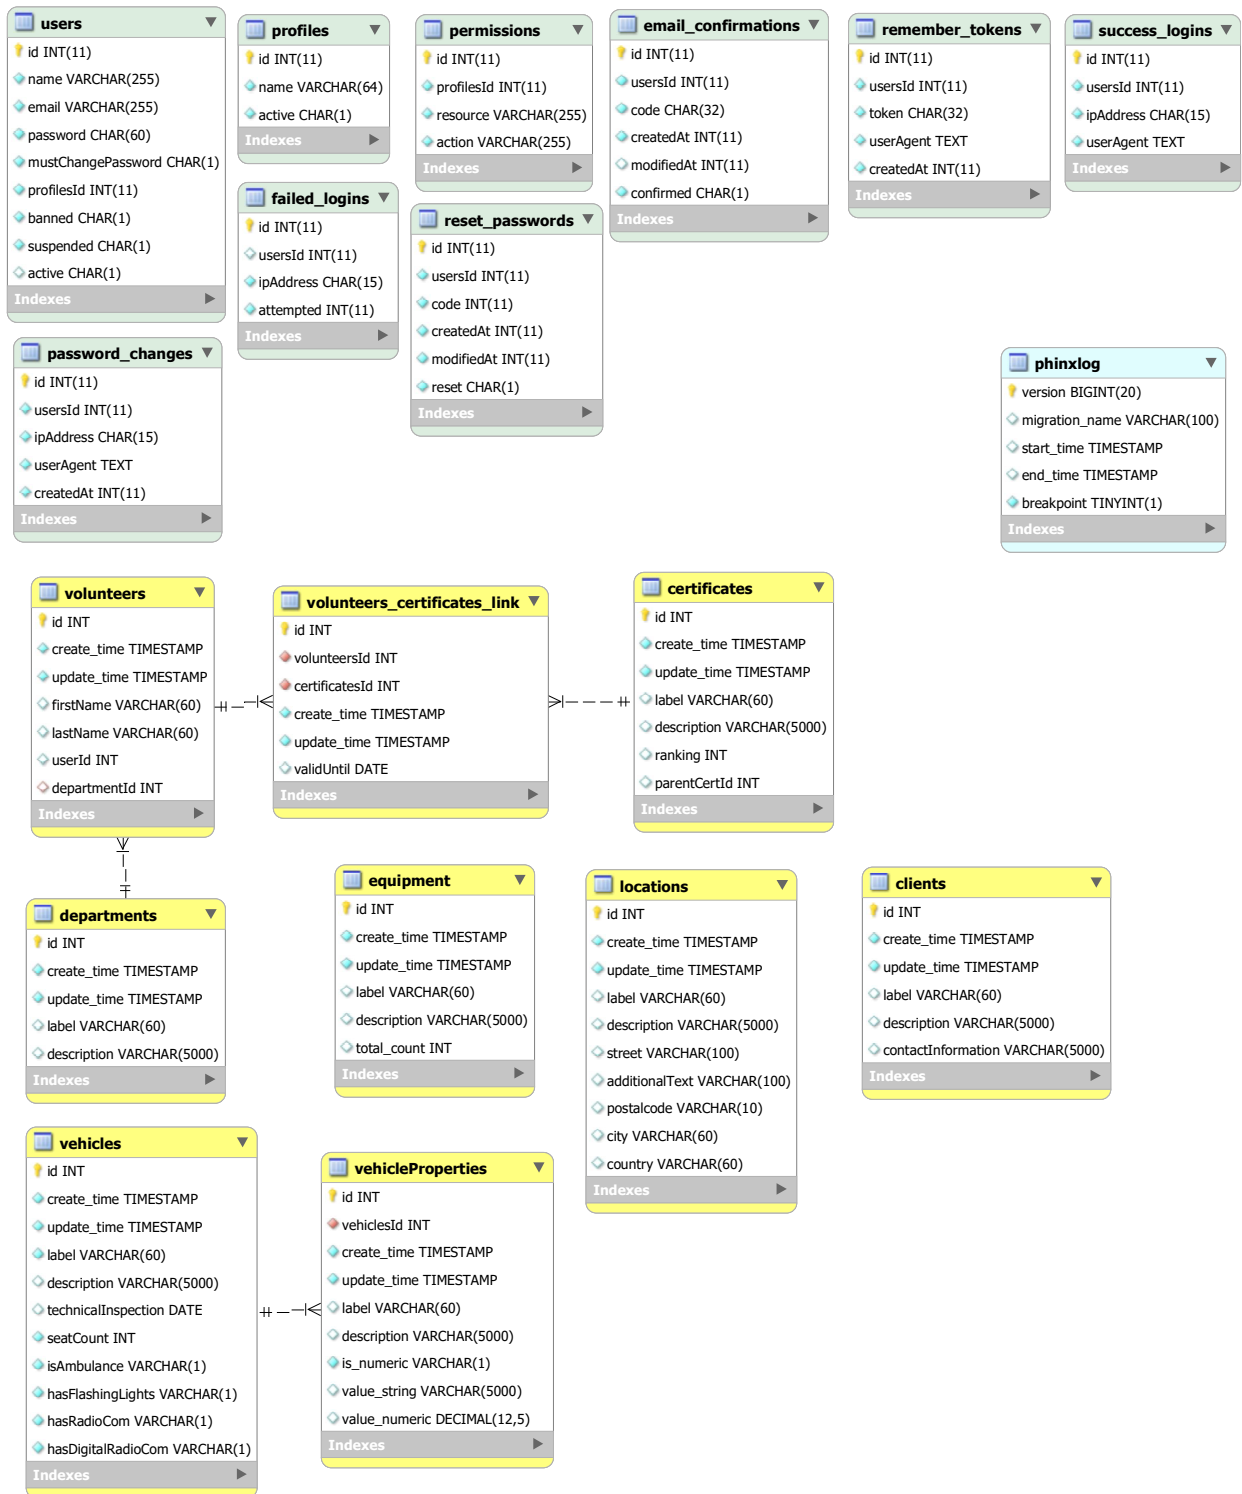 users
id INT(11)
name VARCHAR(255)
email VARCHAR(255)
password CHAR(60)
mustChangePassword CHAR(1)
profilesId INT(11)
banned CHAR(1)
suspended CHAR(1)
active CHAR(1)
Indexes
profiles
id INT(11)
name VARCHAR(64)
active CHAR(1)
Indexes
permissions
id INT(11)
profilesId INT(11)
resource VARCHAR(255)
action VARCHAR(255)
Indexes
email_confirmations
id INT(11)
usersId INT(11)
code CHAR(32)
createdAt INT(11)
modifiedAt INT(11)
confirmed CHAR(1)
Indexes
remember_tokens
id INT(11)
usersId INT(11)
token CHAR(32)
userAgent TEXT
createdAt INT(11)
Indexes
success_logins
id INT(11)
usersId INT(11)
ipAddress CHAR(15)
userAgent TEXT
Indexes
failed_logins
id INT(11)
usersId INT(11)
ipAddress CHAR(15)
attempted INT(11)
Indexes
reset_passwords
id INT(11)
usersId INT(11)
code INT(11)
createdAt INT(11)
modifiedAt INT(11)
reset CHAR(1)
Indexes
password_changes
id INT(11)
usersId INT(11)
ipAddress CHAR(15)
userAgent TEXT
createdAt INT(11)
Indexes
phinxlog
version BIGINT(20)
migration_name VARCHAR(100)
start_time TIMESTAMP
end_time TIMESTAMP
breakpoint TINYINT(1)
Indexes
volunteers
id INT
create_time TIMESTAMP
update_time TIMESTAMP
firstName VARCHAR(60)
lastName VARCHAR(60)
userId INT
departmentId INT
Indexes
volunteers_certificates_link
id INT
volunteersId INT
certificatesId INT
create_time TIMESTAMP
update_time TIMESTAMP
validUntil DATE
Indexes
certificates
id INT
create_time TIMESTAMP
update_time TIMESTAMP
label VARCHAR(60)
description VARCHAR(5000)
ranking INT
parentCertId INT
Indexes
departments
id INT
create_time TIMESTAMP
update_time TIMESTAMP
label VARCHAR(60)
description VARCHAR(5000)
Indexes
equipment
id INT
create_time TIMESTAMP
update_time TIMESTAMP
label VARCHAR(60)
description VARCHAR(5000)
total_count INT
Indexes
locations
id INT
create_time TIMESTAMP
update_time TIMESTAMP
label VARCHAR(60)
description VARCHAR(5000)
street VARCHAR(100)
additionalText VARCHAR(100)
postalcode VARCHAR(10)
city VARCHAR(60)
country VARCHAR(60)
Indexes
clients
id INT
create_time TIMESTAMP
update_time TIMESTAMP
label VARCHAR(60)
description VARCHAR(5000)
contactInformation VARCHAR(5000)
Indexes
vehicles
id INT
create_time TIMESTAMP
update_time TIMESTAMP
label VARCHAR(60)
description VARCHAR(5000)
technicalInspection DATE
seatCount INT
isAmbulance VARCHAR(1)
hasFlashingLights VARCHAR(1)
hasRadioCom VARCHAR(1)
hasDigitalRadioCom VARCHAR(1)
Indexes
vehicleProperties
id INT
vehiclesId INT
create_time TIMESTAMP
update_time TIMESTAMP
label VARCHAR(60)
description VARCHAR(5000)
is_numeric VARCHAR(1)
value_string VARCHAR(5000)
value_numeric DECIMAL(12,5)
Indexes